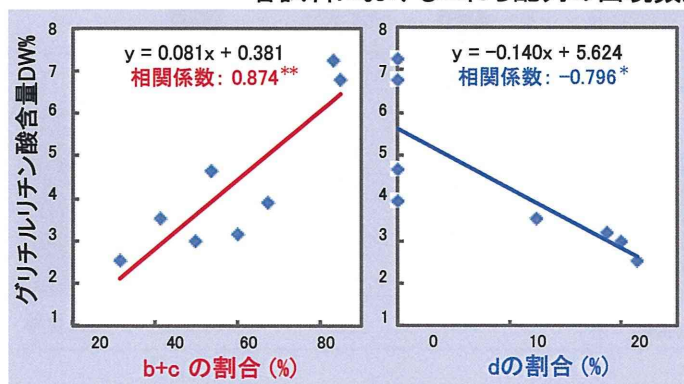 y = 0.081x + 0.381
相関係数: 0.874**
y = −0.140x + 5.624
相関係数: −0.796*
グリチルリチン酸含量DW%
8
7
6
5
4
3
2
1
20 40 60 80
b+c の割合 (%)
8
7
6
5
4
3
2
1
0 10 20
dの割合 (%)